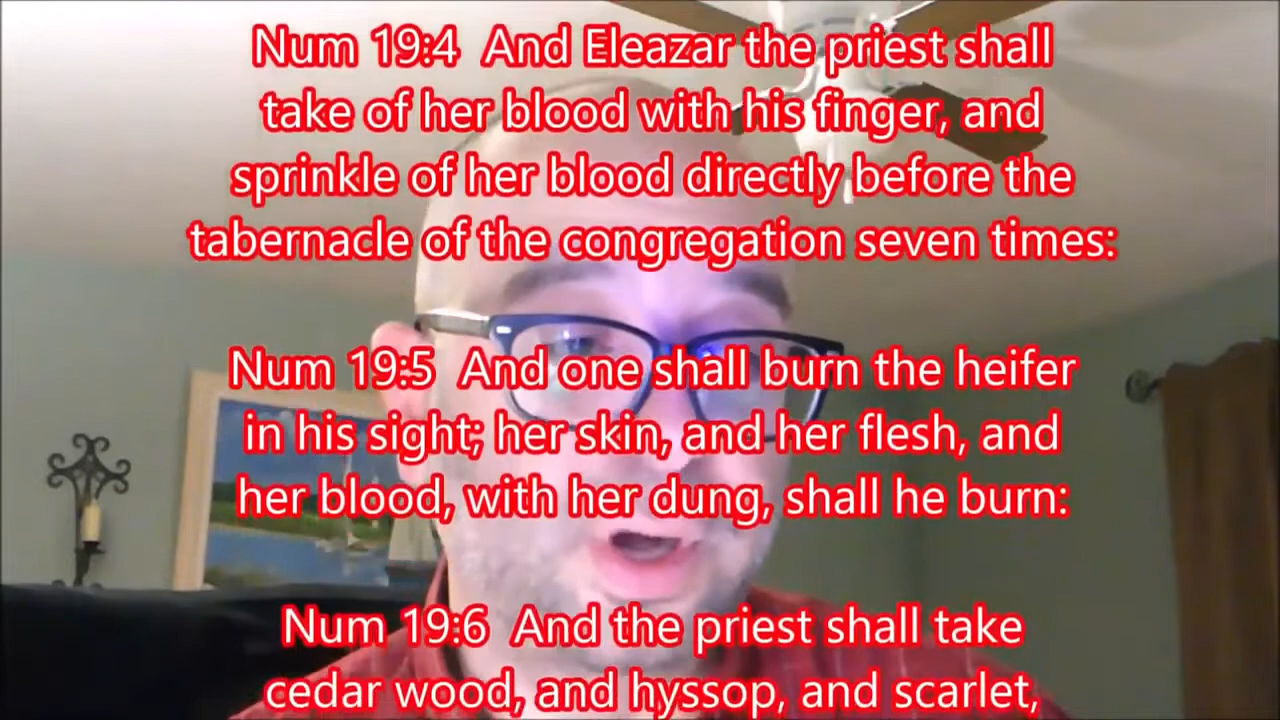 Num 19:4  And Eleazar the priest shall
take of her blood with his finger, and
sprinkle of her blood directly before the
tabernacle of the congregation seven times:
Num 19:5  And one shall burn the heifer
in his sight; her skin, and her flesh, and
her blood, with her dung, shall he burn:
Num 19:6  And the priest shall take
cedar wood, and hyssop, and scarlet,